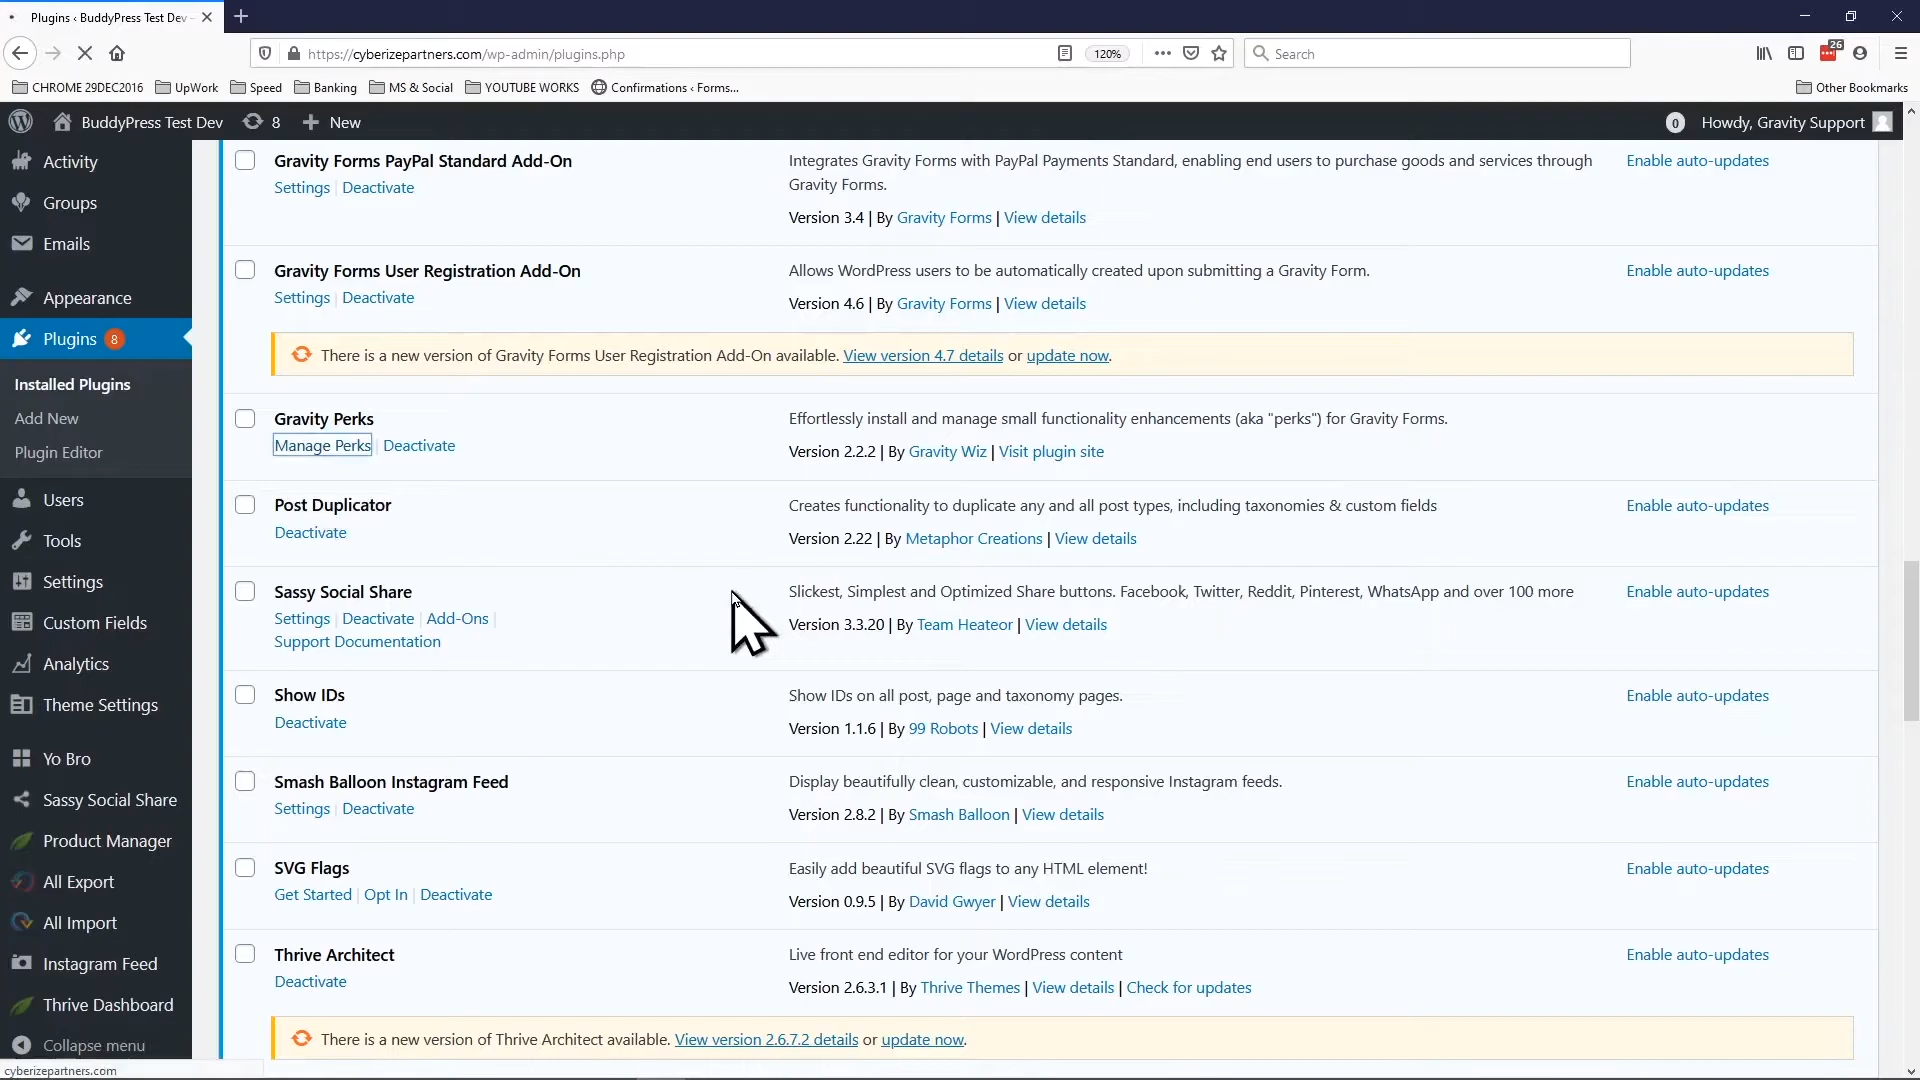 Plugins ‹ BuddyPress Test Dev -
https://cyberizepartners.com/wp-admin/plugins.php
120%
Search
26
CHROME 29DEC2016
UpWork
Speed
Banking
MS & Social
YOUTUBE WORKS
Confirmations ‹ Forms...
Other Bookmarks
BuddyPress Test Dev
8
New
0
Howdy, Gravity Support
Activity
Groups
Emails
Appearance
Plugins 8
Installed Plugins
Add New
Plugin Editor
Users
Tools
Settings
Custom Fields
Analytics
Theme Settings
Yo Bro
Sassy Social Share
Product Manager
All Export
All Import
Instagram Feed
Thrive Dashboard
Collapse menu
Gravity Forms PayPal Standard Add-On
Settings | Deactivate
Integrates Gravity Forms with PayPal Payments Standard, enabling end users to purchase goods and services through
Gravity Forms.
Version 3.4 | By Gravity Forms | View details
Enable auto-updates
Gravity Forms User Registration Add-On
Settings | Deactivate
Allows WordPress users to be automatically created upon submitting a Gravity Form.
Version 4.6 | By Gravity Forms | View details
Enable auto-updates
There is a new version of Gravity Forms User Registration Add-On available. View version 4.7 details or update now.
Gravity Perks
Manage Perks | Deactivate
Effortlessly install and manage small functionality enhancements (aka "perks") for Gravity Forms.
Version 2.2.2 | By Gravity Wiz | Visit plugin site
Post Duplicator
Deactivate
Creates functionality to duplicate any and all post types, including taxonomies & custom fields
Version 2.22 | By Metaphor Creations | View details
Enable auto-updates
Sassy Social Share
Settings | Deactivate | Add-Ons |
Support Documentation
Slickest, Simplest and Optimized Share buttons. Facebook, Twitter, Reddit, Pinterest, WhatsApp and over 100 more
Version 3.3.20 | By Team Heateor | View details
Enable auto-updates
Show IDs
Deactivate
Show IDs on all post, page and taxonomy pages.
Version 1.1.6 | By 99 Robots | View details
Enable auto-updates
Smash Balloon Instagram Feed
Settings | Deactivate
Display beautifully clean, customizable, and responsive Instagram feeds.
Version 2.8.2 | By Smash Balloon | View details
Enable auto-updates
SVG Flags
Get Started | Opt In | Deactivate
Easily add beautiful SVG flags to any HTML element!
Version 0.9.5 | By David Gwyer | View details
Enable auto-updates
Thrive Architect
Deactivate
Live front end editor for your WordPress content
Version 2.6.3.1 | By Thrive Themes | View details | Check for updates
Enable auto-updates
There is a new version of Thrive Architect available. View version 2.6.7.2 details or update now.
cyberizepartners.com